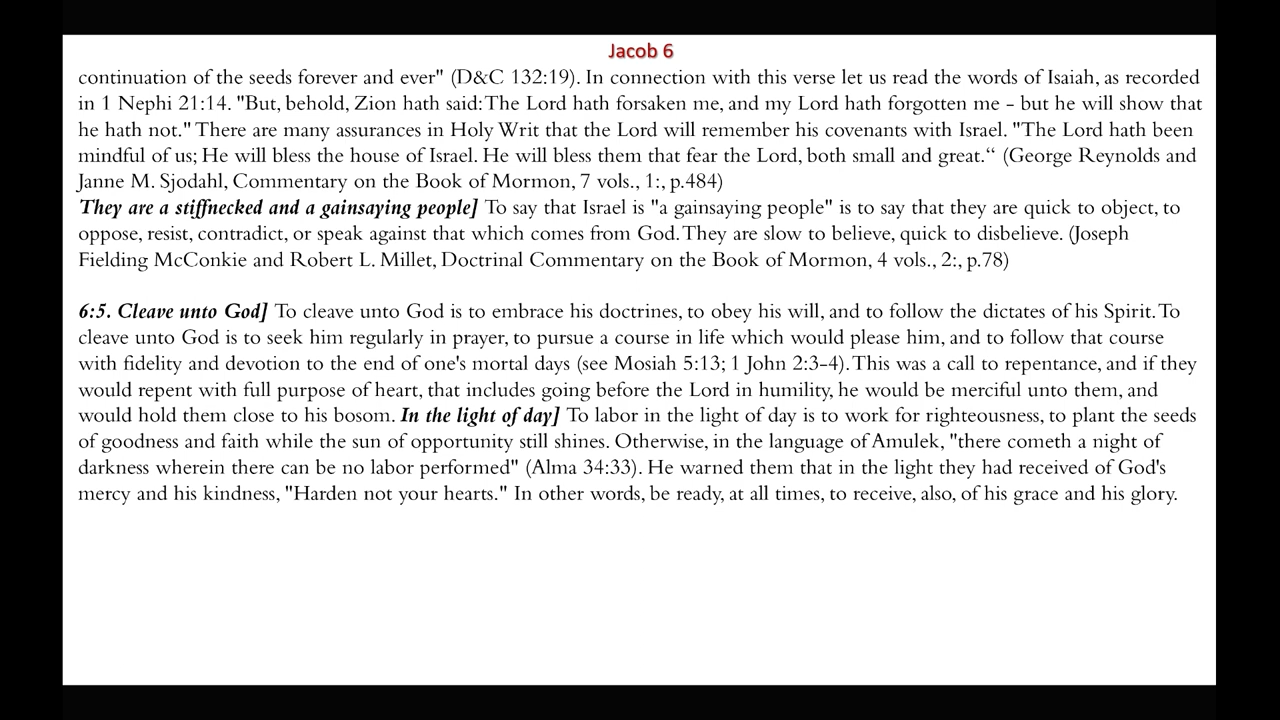 Jacob 6
continuation of the seeds forever and ever" (D&C 132:19). In connection with this verse let us read the words of Isaiah, as recorded
in 1 Nephi 21:14. "But, behold, Zion hath said: The Lord hath forsaken me, and my Lord hath forgotten me - but he will show that
he hath not." There are many assurances in Holy Writ that the Lord will remember his covenants with Israel. "The Lord hath been
mindful of us; He will bless the house of Israel. He will bless them that fear the Lord, both small and great.“ (George Reynolds and
Janne M. Sjodahl, Commentary on the Book of Mormon, 7 vols., 1:, p.484)
They are a stiffnecked and a gainsaying people] To say that Israel is "a gainsaying people" is to say that they are quick to object, to
oppose, resist, contradict, or speak against that which comes from God. They are slow to believe, quick to disbelieve. (Joseph
Fielding McConkie and Robert L. Millet, Doctrinal Commentary on the Book of Mormon, 4 vols., 2:, p.78)
6:5. Cleave unto God] To cleave unto God is to embrace his doctrines, to obey his will, and to follow the dictates of his Spirit. To
cleave unto God is to seek him regularly in prayer, to pursue a course in life which would please him, and to follow that course
with fidelity and devotion to the end of one's mortal days (see Mosiah 5:13; 1 John 2:3-4). This was a call to repentance, and if they
would repent with full purpose of heart, that includes going before the Lord in humility, he would be merciful unto them, and
would hold them close to his bosom. In the light of day] To labor in the light of day is to work for righteousness, to plant the seeds
of goodness and faith while the sun of opportunity still shines. Otherwise, in the language of Amulek, "there cometh a night of
darkness wherein there can be no labor performed" (Alma 34:33). He warned them that in the light they had received of God's
mercy and his kindness, "Harden not your hearts." In other words, be ready, at all times, to receive, also, of his grace and his glory.